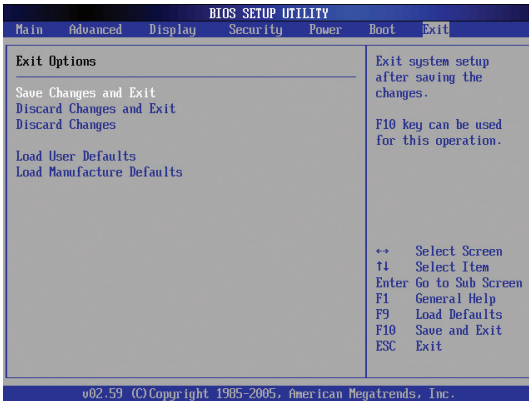 BIOS SETUP UTILITY
Main Advanced Display Security Power Boot Exit
Exit Options
Save Changes and Exit
Discard Changes and Exit
Discard Changes
Load User Defaults
Load Manufacture Defaults
Exit system setup
after saving the
changes.
F10 key can be used
for this operation.
↔ Select Screen
↑↓ Select Item
Enter Go to Sub Screen
F1 General Help
F9 Load Defaults
F10 Save and Exit
ESC Exit
v02.59 (C)Copyright 1985-2005, American Megatrends, Inc.